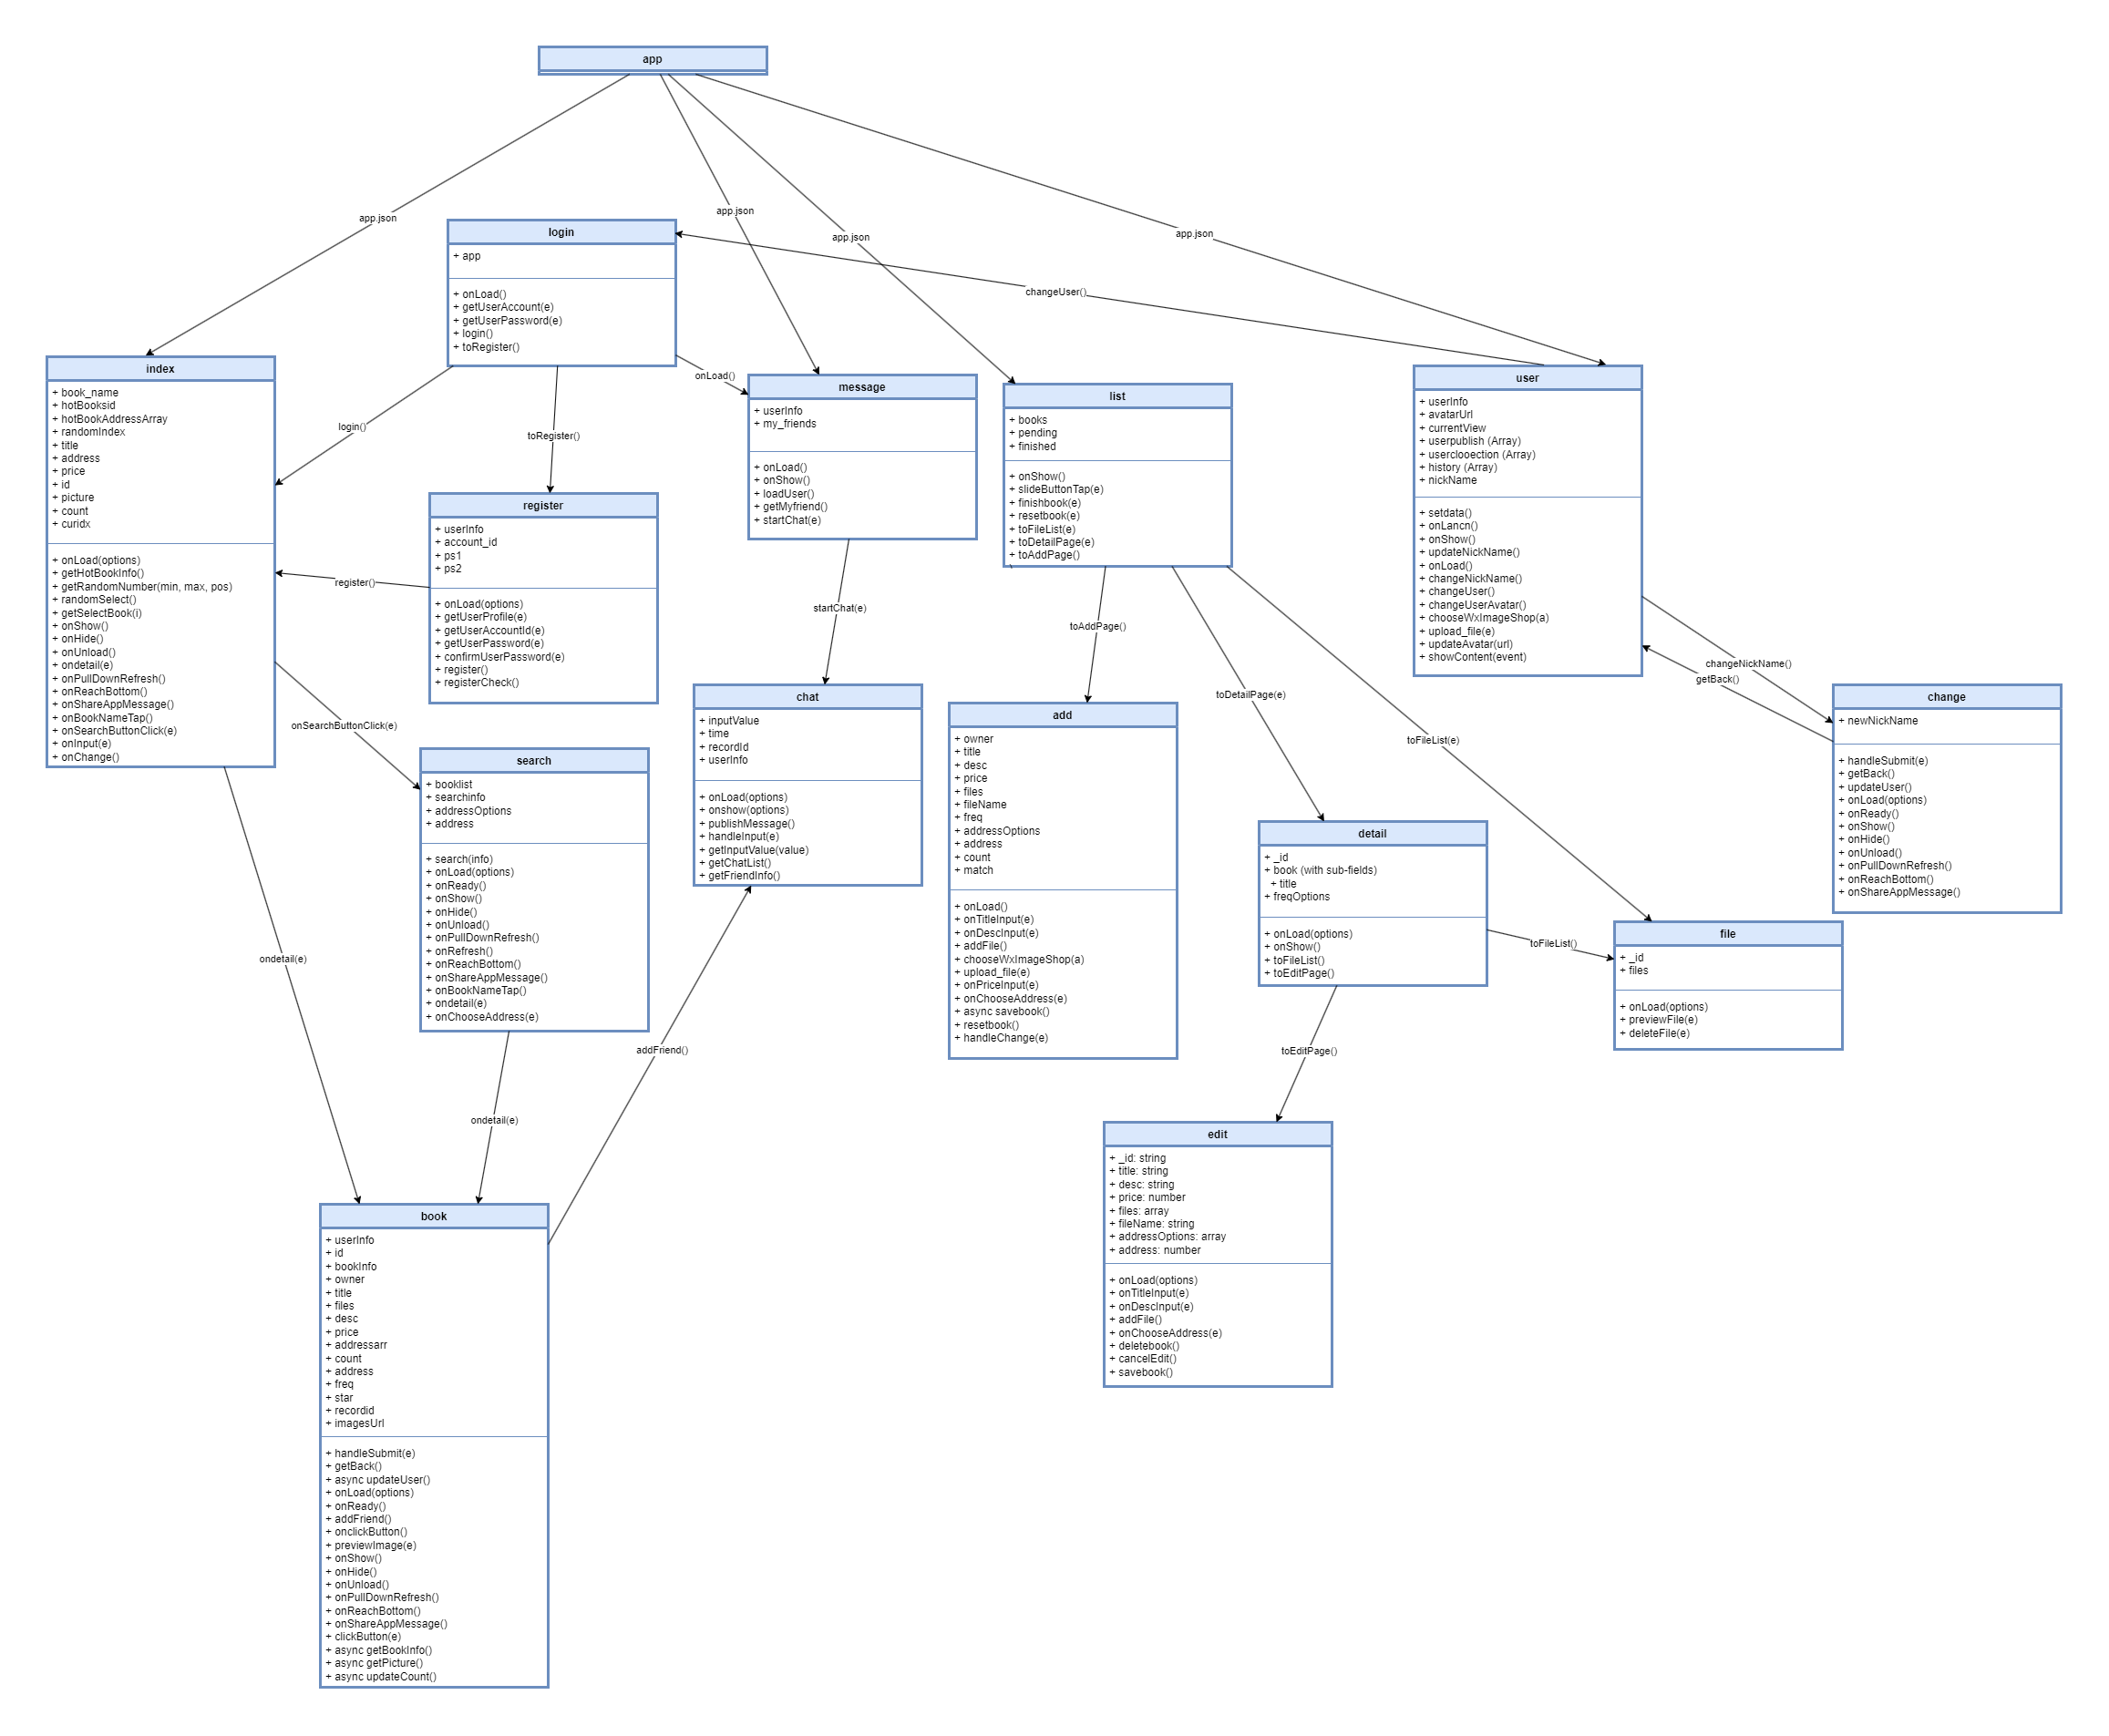 app
app.json
app.json
app.json
app.json
login
+ app
+ onLoad()
+ getUserAccount(e)
+ getUserPassword(e)
+ login()
+ toRegister()
changeUser()
index
+ book_name
+ hotBooksid
+ hotBookAddressArray
+ randomIndex
+ title
+ address
+ price
+ id
+ picture
+ count
+ curidx
+ onLoad(options)
+ getHotBookInfo()
+ getRandomNumber(min, max, pos)
+ randomSelect()
+ getSelectBook(i)
+ onShow()
+ onHide()
+ onUnload()
+ ondetail(e)
+ onPullDownRefresh()
+ onReachBottom()
+ onShareAppMessage()
+ onBookNameTap()
+ onSearchButtonClick(e)
+ onInput(e)
+ onChange()
login()
toRegister()
onLoad()
message
+ userInfo
+ my_friends
+ onLoad()
+ onShow()
+ loadUser()
+ getMyfriend()
+ startChat(e)
list
+ books
+ pending
+ finished
+ onShow()
+ slideButtonTap(e)
+ finishbook(e)
+ resetbook(e)
+ toFileList(e)
+ toDetailPage(e)
+ toAddPage()
user
+ userInfo
+ avatarUrl
+ currentView
+ userpublish (Array)
+ userclooection (Array)
+ history (Array)
+ nickName
+ setdata()
+ onLancn()
+ onShow()
+ updateNickName()
+ onLoad()
+ changeNickName()
+ changeUser()
+ changeUserAvatar()
+ chooseWxImageShop(a)
+ upload_file(e)
+ updateAvatar(url)
+ showContent(event)
register
+ userInfo
+ account_id
+ ps1
+ ps2
+ onLoad(options)
+ getUserProfile(e)
+ getUserAccountId(e)
+ getUserPassword(e)
+ confirmUserPassword(e)
+ register()
+ registerCheck()
register()
startChat(e)
toAddPage()
toDetailPage(e)
toFileList(e)
changeNickName()
getBack()
onSearchButtonClick(e)
chat
+ inputValue
+ time
+ recordId
+ userInfo
+ onLoad(options)
+ onshow(options)
+ publishMessage()
+ handleInput(e)
+ getInputValue(value)
+ getChatList()
+ getFriendInfo()
add
+ owner
+ title
+ desc
+ price
+ files
+ fileName
+ freq
+ addressOptions
+ address
+ count
+ match
+ onLoad()
+ onTitleInput(e)
+ onDescInput(e)
+ addFile()
+ chooseWxImageShop(a)
+ upload_file(e)
+ onPriceInput(e)
+ onChooseAddress(e)
+ async savebook()
+ resetbook()
+ handleChange(e)
change
+ newNickName
+ handleSubmit(e)
+ getBack()
+ updateUser()
+ onLoad(options)
+ onReady()
+ onShow()
+ onHide()
+ onUnload()
+ onPullDownRefresh()
+ onReachBottom()
+ onShareAppMessage()
search
+ booklist
+ searchinfo
+ addressOptions
+ address
+ search(info)
+ onLoad(options)
+ onReady()
+ onShow()
+ onHide()
+ onUnload()
+ onPullDownRefresh()
+ onRefresh()
+ onReachBottom()
+ onShareAppMessage()
+ onBookNameTap()
+ ondetail(e)
+ onChooseAddress(e)
detail
+ _id
+ book (with sub-fields)
+ title
+ freqOptions
+ onLoad(options)
+ onShow()
+ toFileList()
+ toEditPage()
toFileList()
file
+ _id
+ files
+ onLoad(options)
+ previewFile(e)
+ deleteFile(e)
ondetail(e)
addFriend()
toEditPage()
ondetail(e)
edit
+ _id: string
+ title: string
+ desc: string
+ price: number
+ files: array
+ fileName: string
+ addressOptions: array
+ address: number
+ onLoad(options)
+ onTitleInput(e)
+ onDescInput(e)
+ addFile()
+ onChooseAddress(e)
+ deletebook()
+ cancelEdit()
+ savebook()
book
+ userInfo
+ id
+ bookInfo
+ owner
+ title
+ files
+ desc
+ price
+ addressarr
+ count
+ address
+ freq
+ star
+ recordid
+ imagesUrl
+ handleSubmit(e)
+ getBack()
+ async updateUser()
+ onLoad(options)
+ onReady()
+ addFriend()
+ onclickButton()
+ previewImage(e)
+ onShow()
+ onHide()
+ onUnload()
+ onPullDownRefresh()
+ onReachBottom()
+ onShareAppMessage()
+ clickButton(e)
+ async getBookInfo()
+ async getPicture()
+ async updateCount()